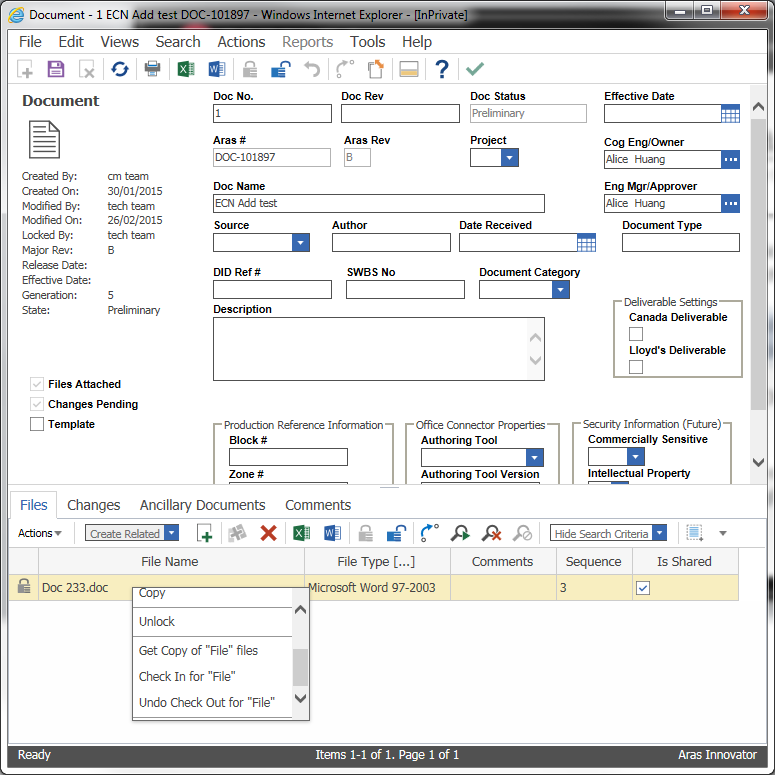 Document - 1 ECN Add test DOC-101897 - Windows Internet Explorer - [InPrivate]
File Edit Views Search Actions Reports Tools Help
Document
Doc No. Doc Rev Doc Status Effective Date
1 Preliminary
Aras # Aras Rev Project Cog Eng/Owner
DOC-101897 B Alice Huang
Created By: cm team
Created On: 30/01/2015
Modified By: tech team
Modified On: 26/02/2015
Locked By: tech team
Major Rev: B
Release Date:
Effective Date:
Generation: 5
State: Preliminary
Doc Name Eng Mgr/Approver
ECN Add test Alice Huang
Source Author Date Received Document Type
DID Ref # SWBS No Document Category
Description
Deliverable Settings
Canada Deliverable
Lloyd's Deliverable
Files Attached
Changes Pending
Template
Production Reference Information
Block #
Zone #
Office Connector Properties
Authoring Tool
Authoring Tool Version
Security Information (Future)
Commercially Sensitive
Intellectual Property
Files Changes Ancillary Documents Comments
Actions Create Related Hide Search Criteria
File Name File Type [...] Comments Sequence Is Shared
Doc 233.doc Microsoft Word 97-2003 3
Copy
Unlock
Get Copy of "File" files
Check In for "File"
Undo Check Out for "File"
Ready Items 1-1 of 1. Page 1 of 1 Aras Innovator